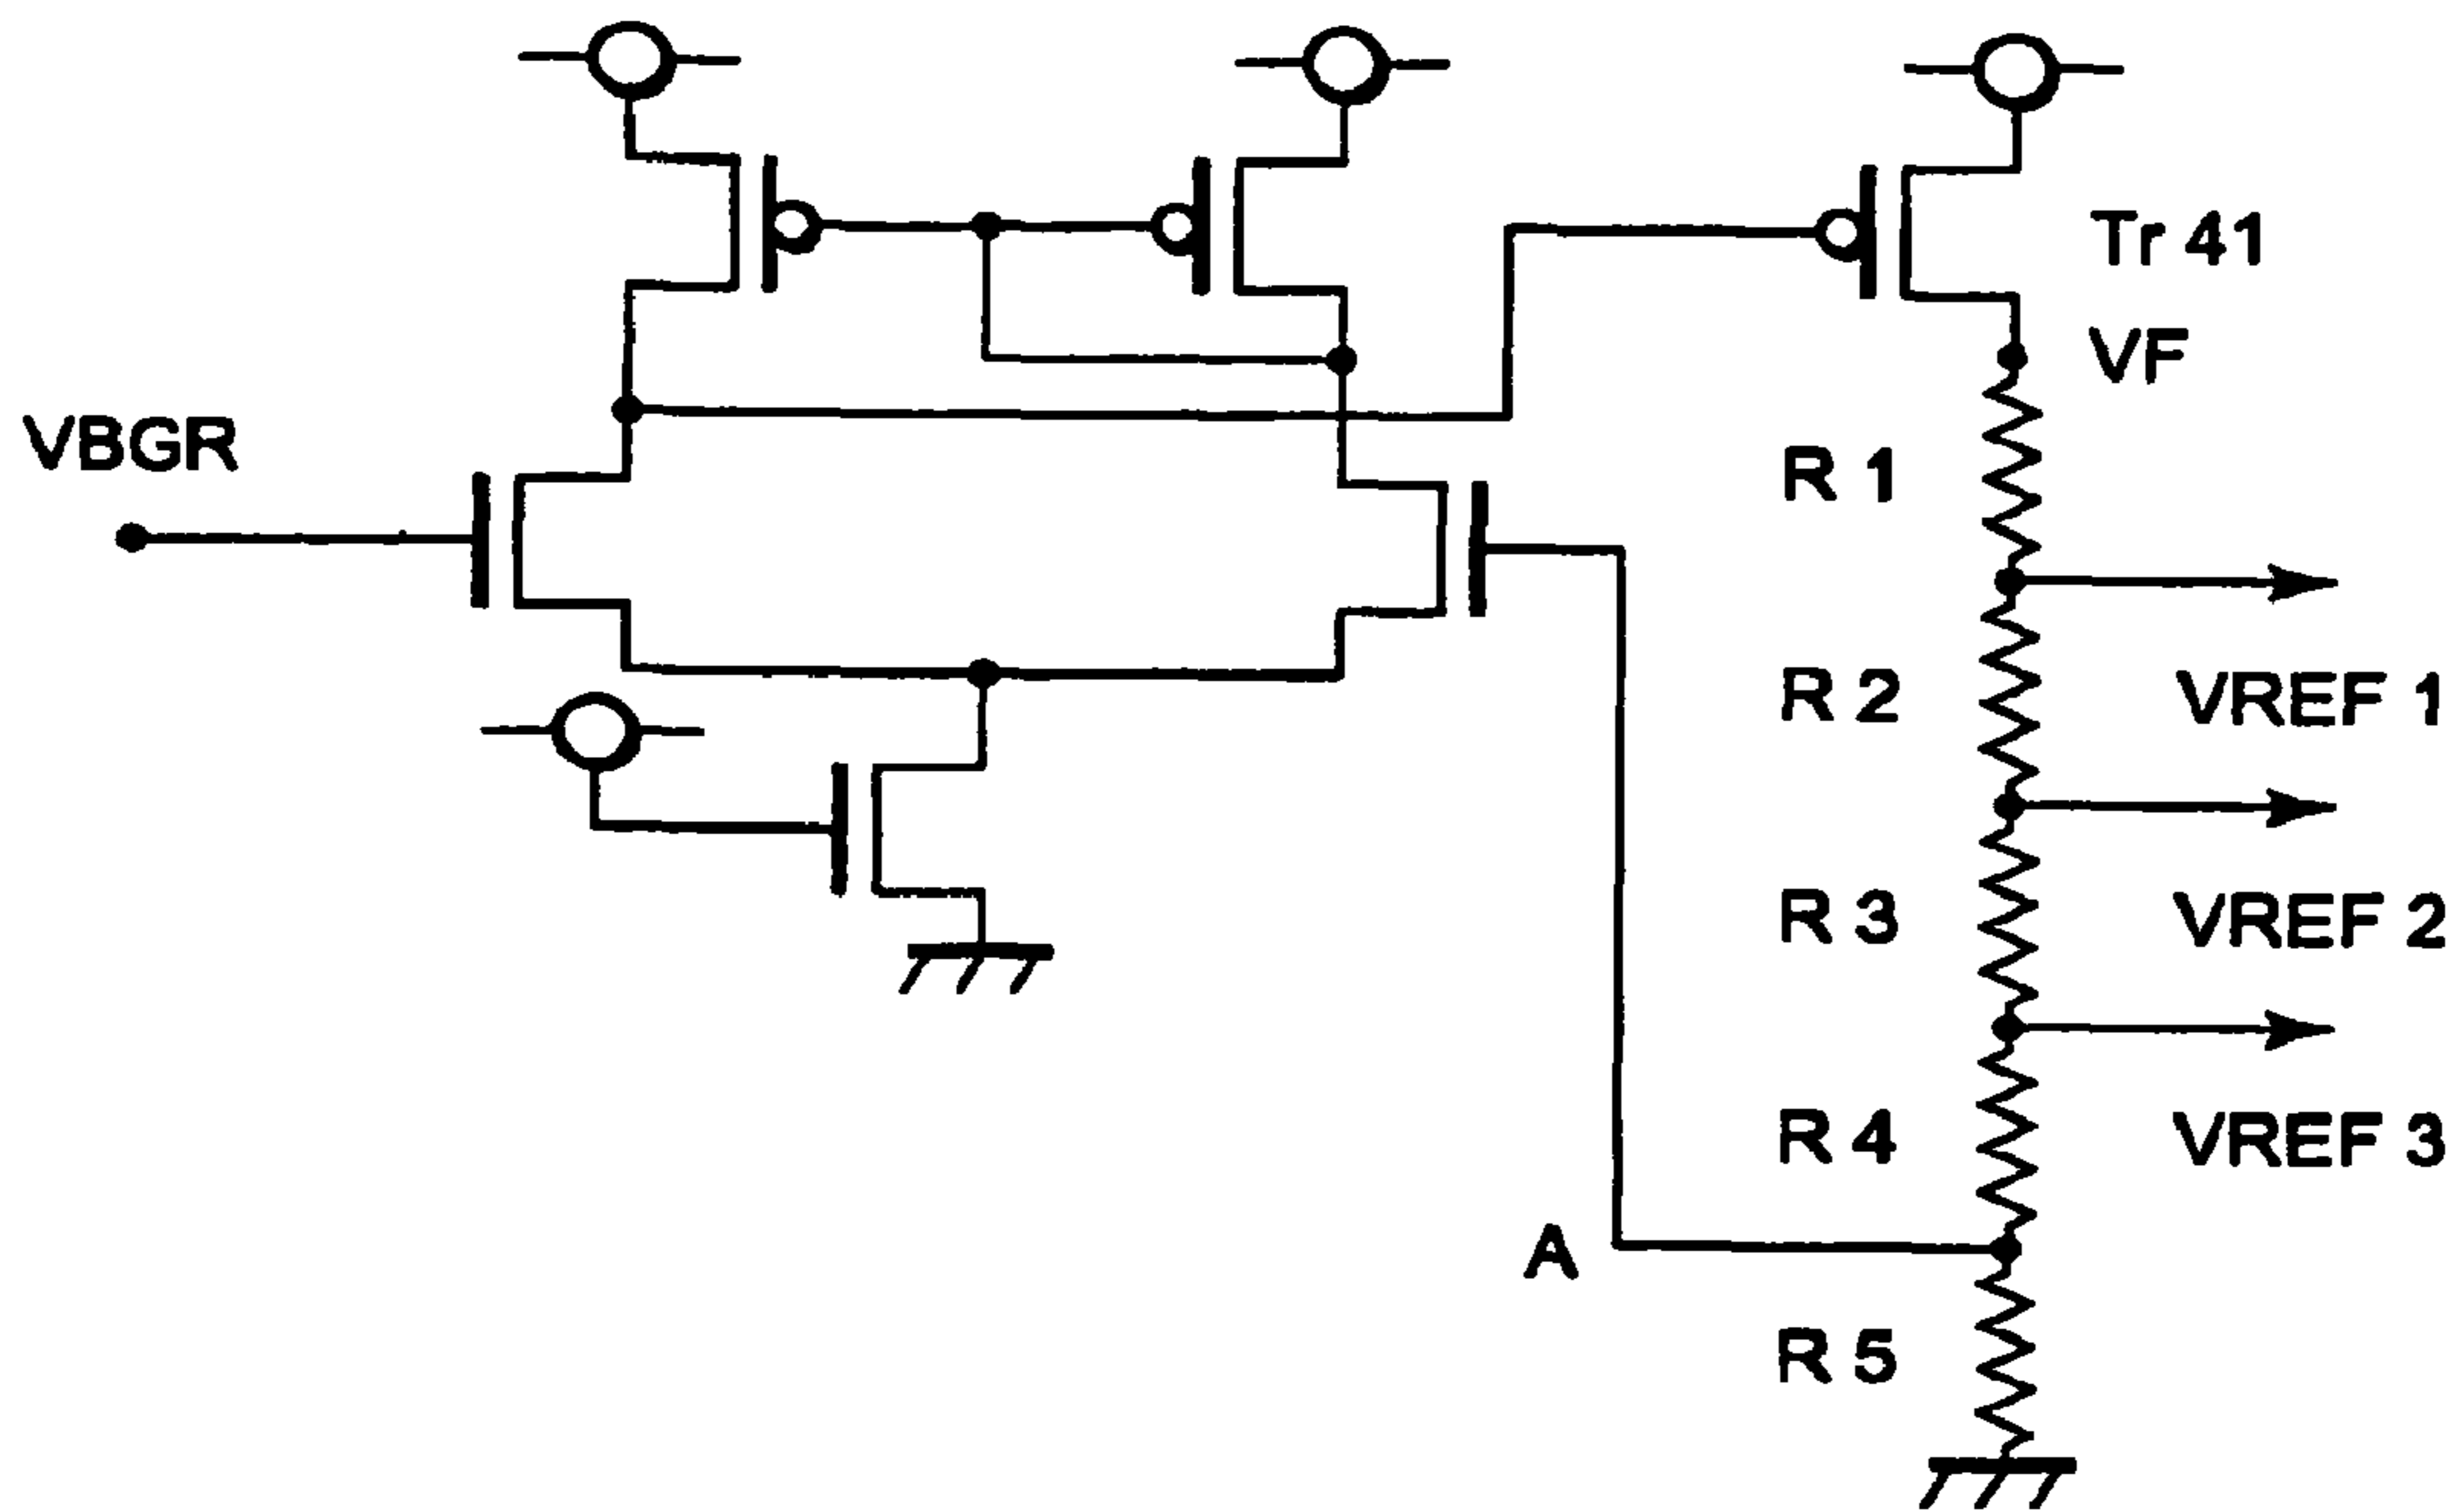 Tr 41
VF
VBGR
R 1
R 2
VREF 1
R 3
VREF 2
R 4
VREF 3
A
R 5